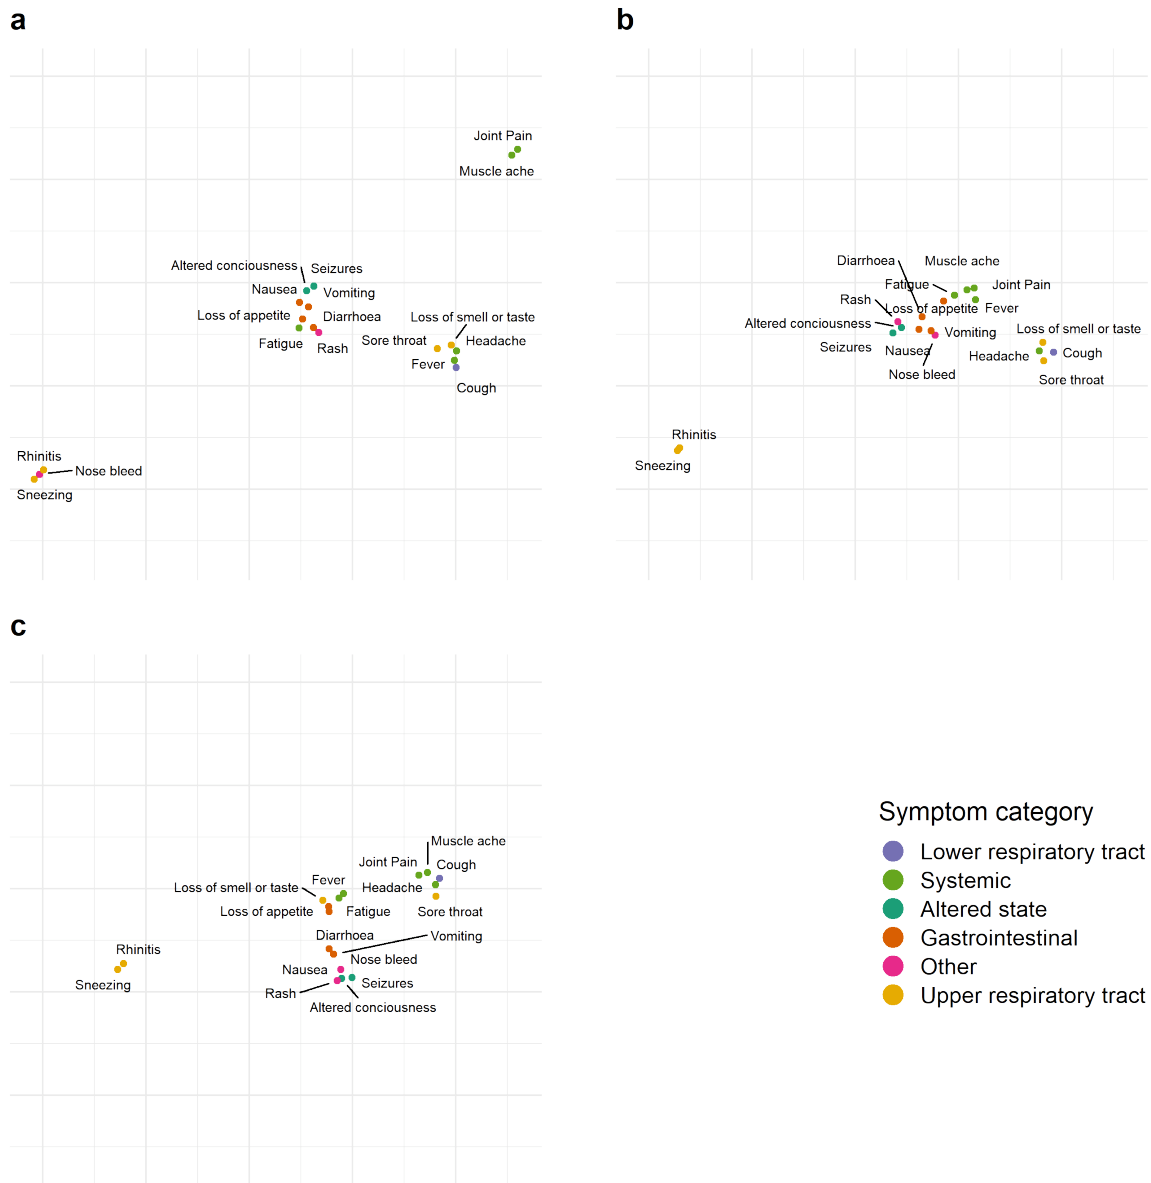 a
b
Joint Pain
Muscle ache
Altered conciousness
Seizures
Nausea
Vomiting
Loss of appetite
Diarrhoea
Loss of smell or taste
Fatigue
Rash
Sore throat
Headache
Fever
Cough
Rhinitis
Nose bleed
Sneezing
Diarrhoea
Muscle ache
Fatigue
Joint Pain
Rash
Loss of appetite
Fever
Altered conciousness
Vomiting
Loss of smell or taste
Seizures
Nausea
Headache
Cough
Nose bleed
Sore throat
Rhinitis
Sneezing
c
Muscle ache
Joint Pain
Cough
Fever
Loss of smell or taste
Headache
Loss of appetite
Fatigue
Sore throat
Diarrhoea
Vomiting
Rhinitis
Nose bleed
Nausea
Sneezing
Seizures
Rash
Altered conciousness
Symptom category
Lower respiratory tract
Systemic
Altered state
Gastrointestinal
Other
Upper respiratory tract